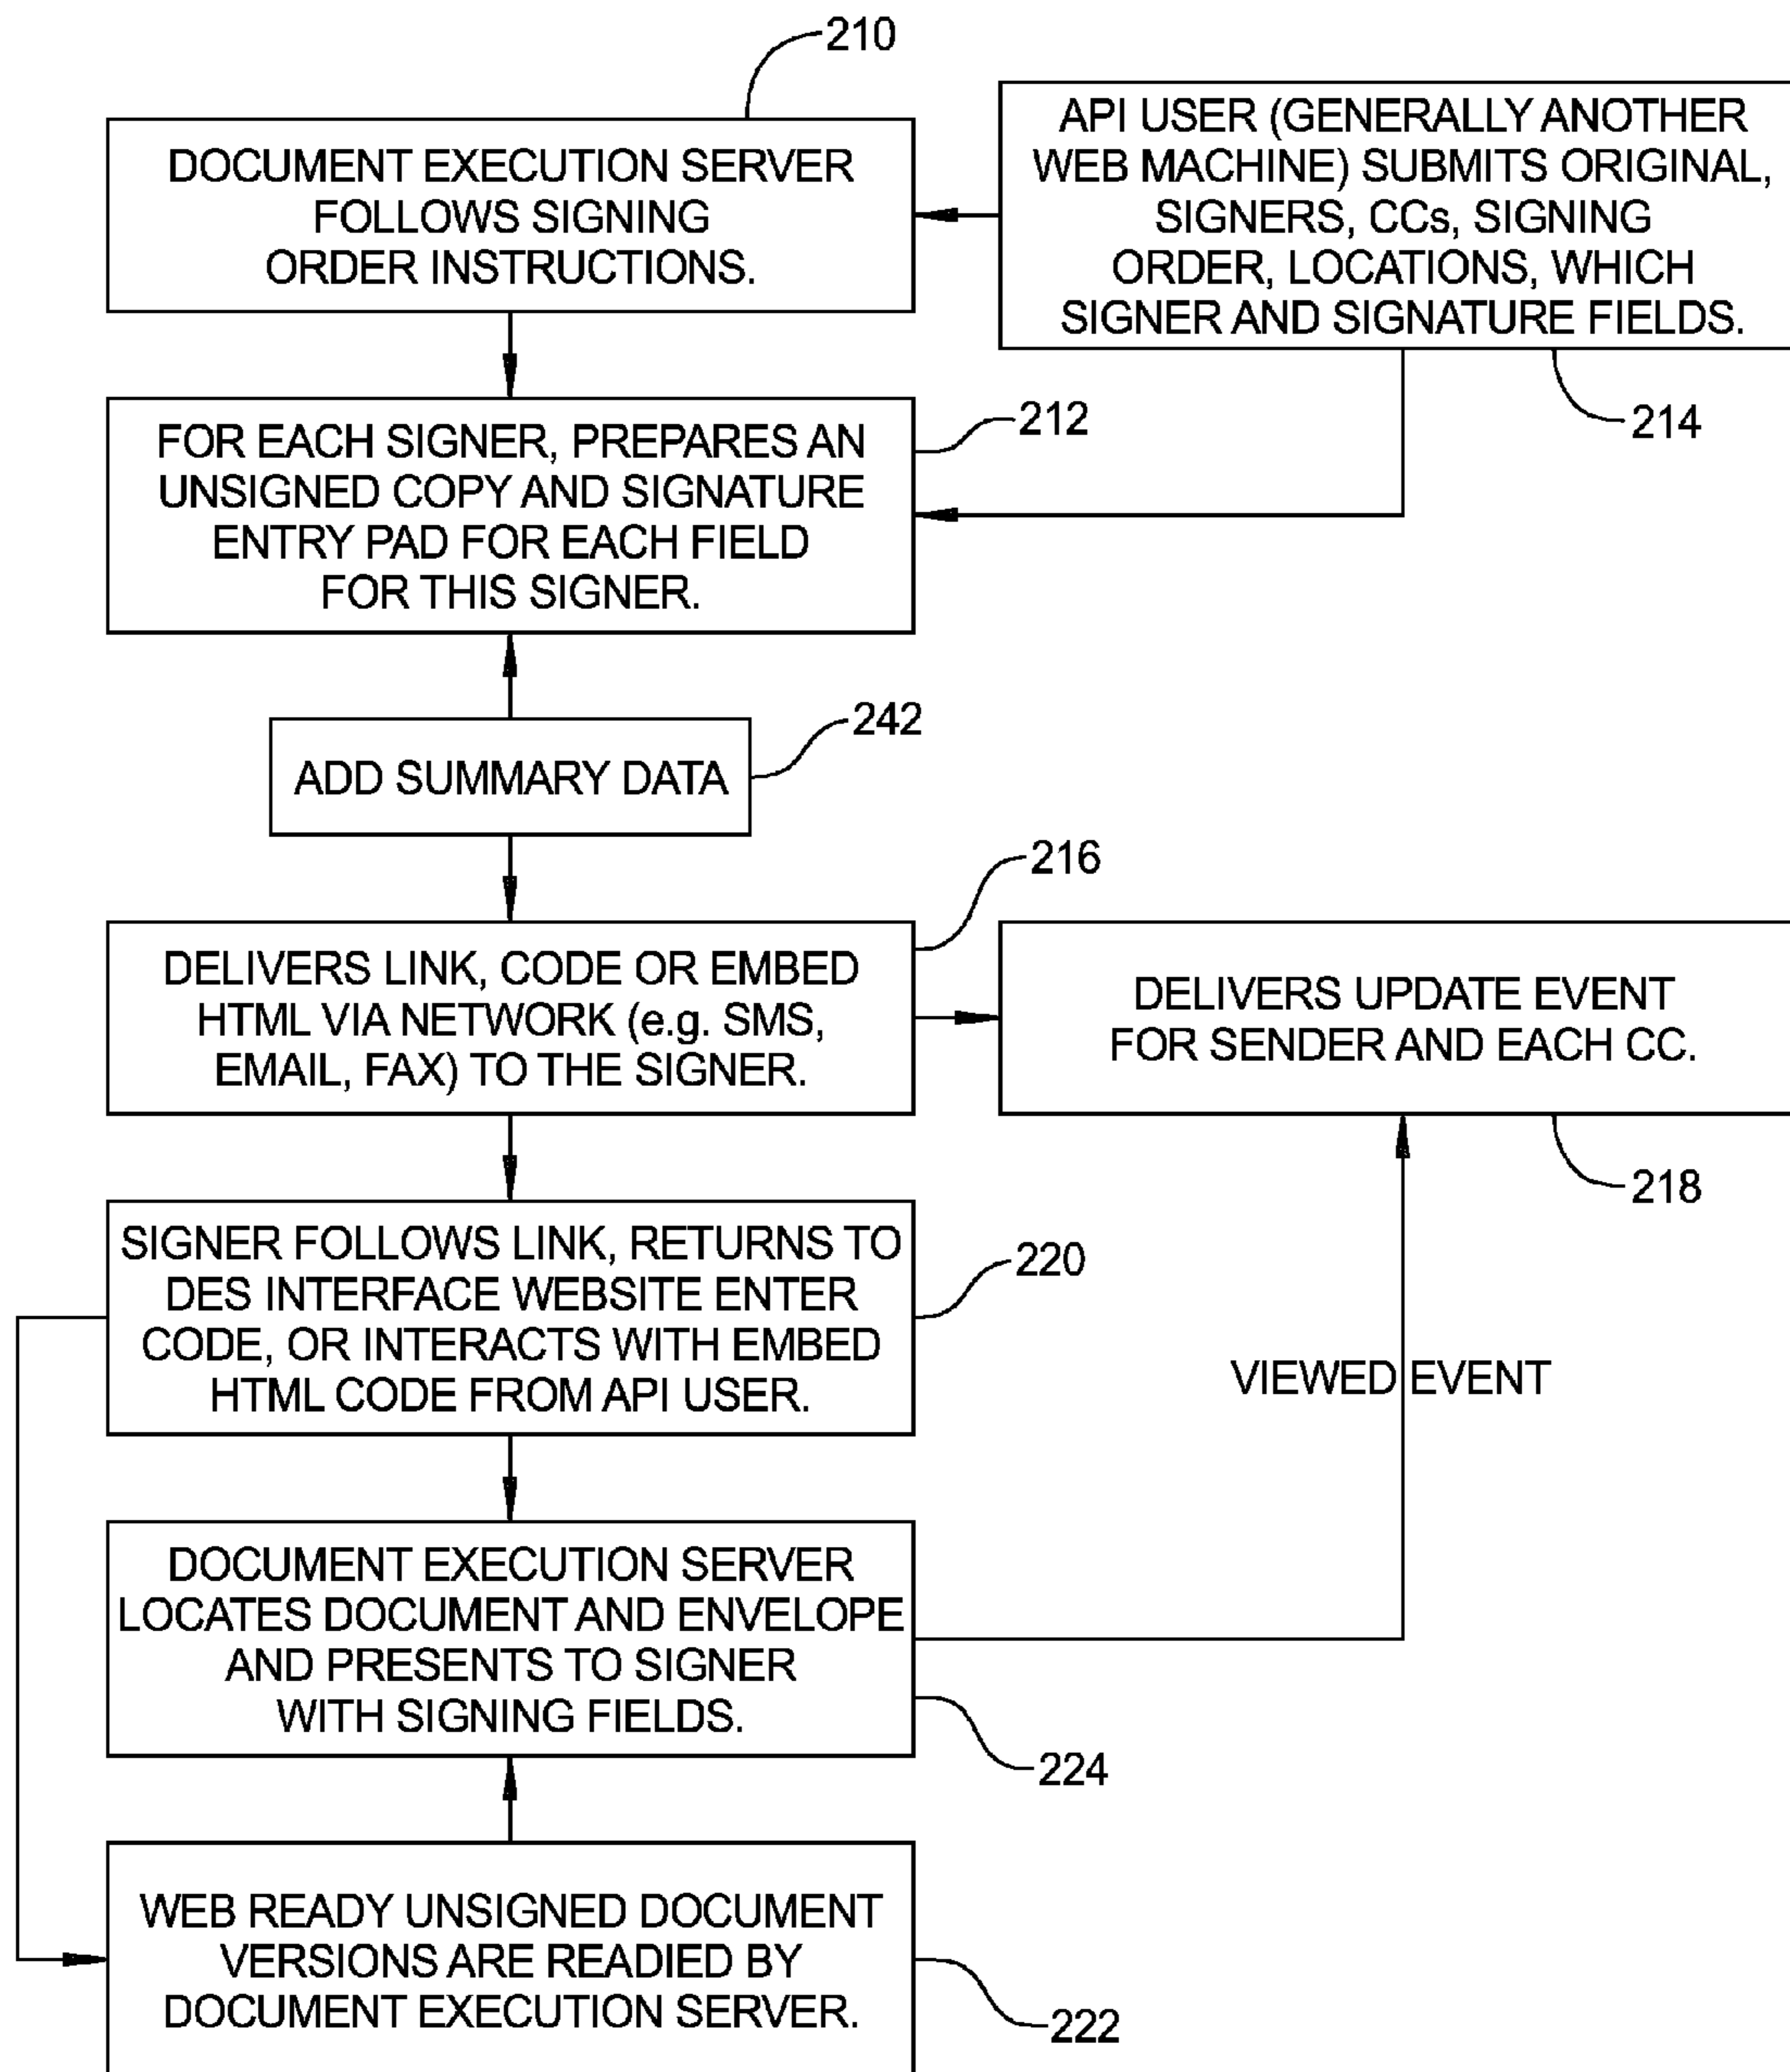 210
DOCUMENT EXECUTION SERVER
FOLLOWS SIGNING
ORDER INSTRUCTIONS.
API USER (GENERALLY ANOTHER
WEB MACHINE) SUBMITS ORIGINAL,
SIGNERS, CCs, SIGNING
ORDER, LOCATIONS, WHICH
SIGNER AND SIGNATURE FIELDS.
214
212
FOR EACH SIGNER, PREPARES AN
UNSIGNED COPY AND SIGNATURE
ENTRY PAD FOR EACH FIELD
FOR THIS SIGNER.
242
ADD SUMMARY DATA
216
DELIVERS LINK, CODE OR EMBED
HTML VIA NETWORK (e.g. SMS,
EMAIL, FAX) TO THE SIGNER.
DELIVERS UPDATE EVENT
FOR SENDER AND EACH CC.
218
SIGNER FOLLOWS LINK, RETURNS TO
DES INTERFACE WEBSITE ENTER
CODE, OR INTERACTS WITH EMBED
HTML CODE FROM API USER.
220
VIEWED EVENT
DOCUMENT EXECUTION SERVER
LOCATES DOCUMENT AND ENVELOPE
AND PRESENTS TO SIGNER
WITH SIGNING FIELDS.
224
WEB READY UNSIGNED DOCUMENT
VERSIONS ARE READIED BY
DOCUMENT EXECUTION SERVER.
222